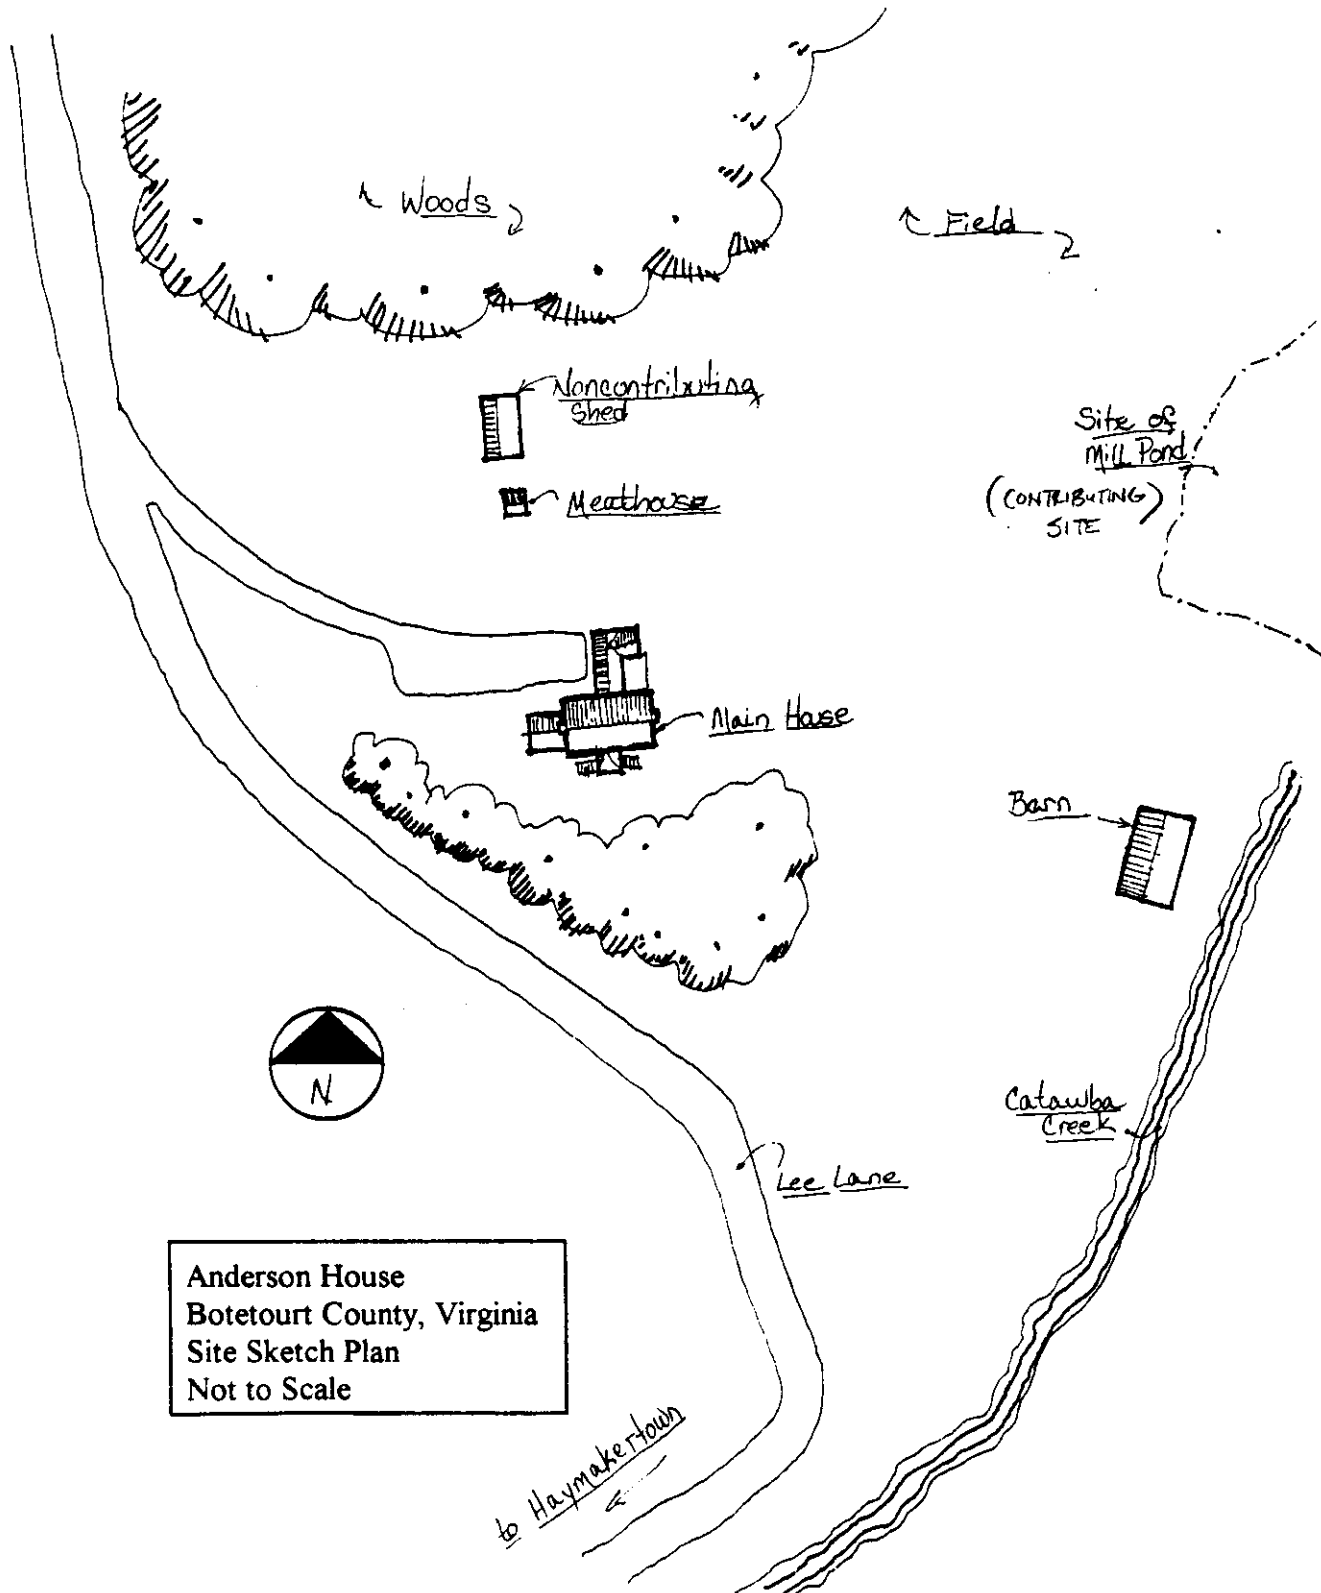 Woods
Field
Noncontributing
Shed
Site of
Mill Pond
(CONTRIBUTING)
SITE
Meathouse
Main House
Barn
N
Catawba
Creek
Lee Lane
Anderson House
Botetourt County, Virginia
Site Sketch Plan
Not to Scale
to Haymakertown